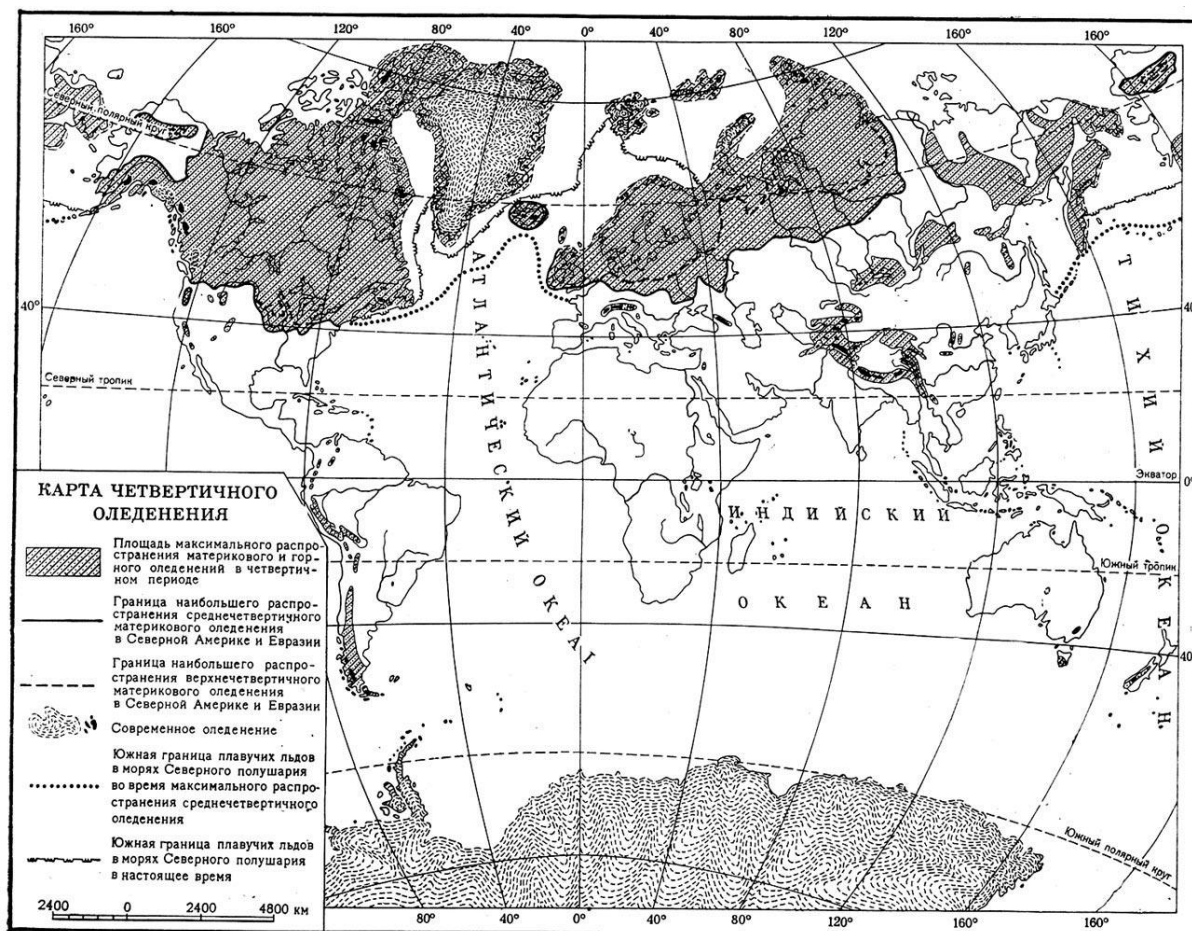 160° 160° 120° 80° 40° 0° 40° 80° 120° 160° 160°
Северный полярный круг
40°
40°
Северный тропик
АТЛАНТИЧЕСКИЙ ОКЕАН
ТИХИЙ ОКЕАН
Экватор
0°
ИНДИЙСКИЙ
ОКЕАН
Южный тропик
40°
Южный полярный круг
КАРТА ЧЕТВЕРТИЧНОГО
ОЛЕДЕНЕНИЯ
Площадь максимального распро-
странения материкового и гор-
ного оледенений в четвертич-
ном периоде
Граница наибольшего распро-
странения среднечетвертичного
материкового оледенения
в Северной Америке и Евразии
Граница наибольшего распро-
странения верхнечетвертичного
материкового оледенения
в Северной Америке и Евразии
Современное оледенение
Южная граница плавучих льдов
в морях Северного полушария
во время максимального распро-
странения среднечетвертичного
оледенения
Южная граница плавучих льдов
в морях Северного полушария
в настоящее время
2400 0 2400 4800 км
80° 40° 0° 40° 80° 120° 160° 160°